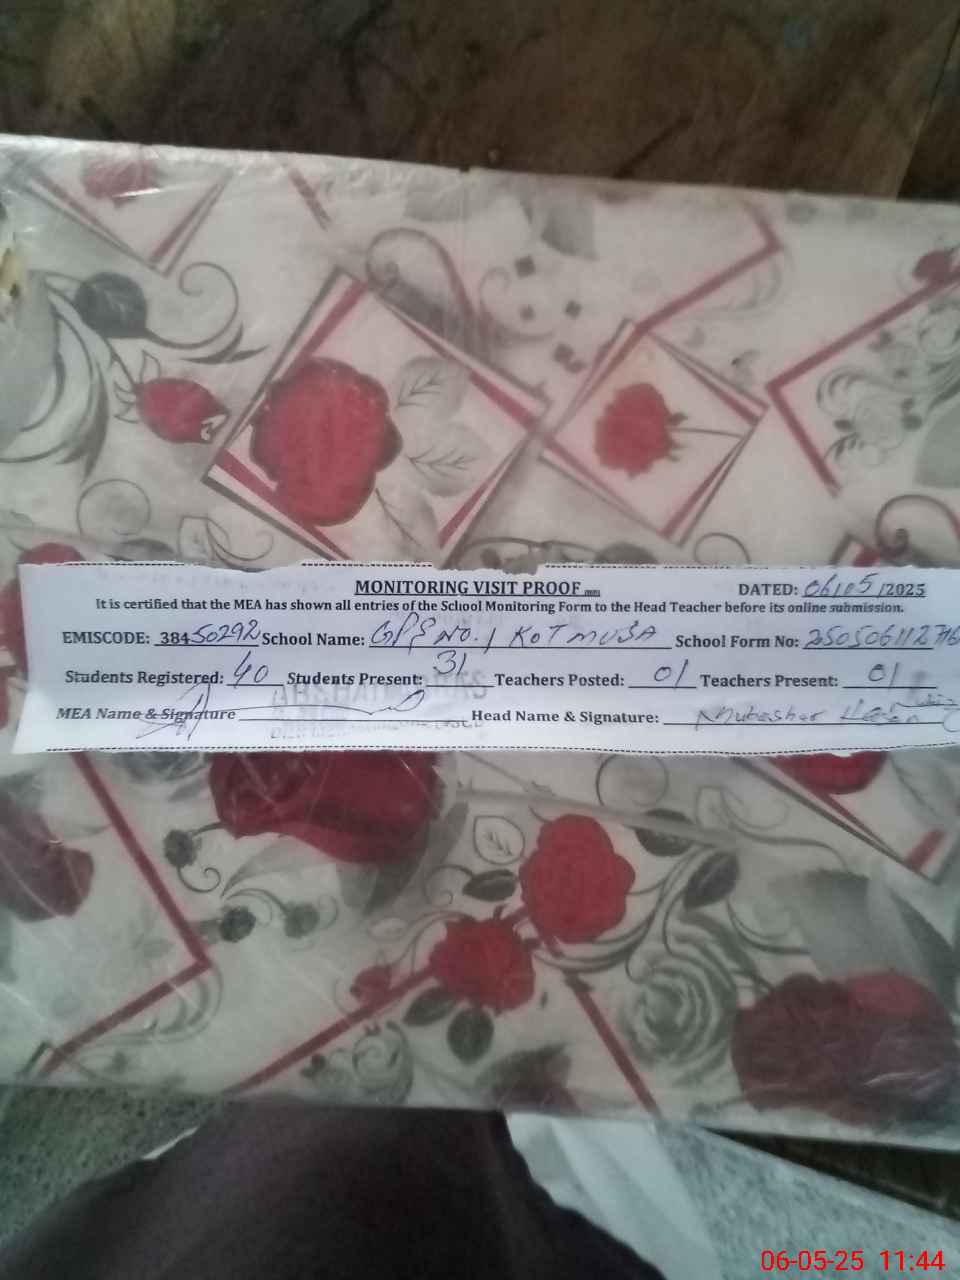 MONITORING VISIT PROOF DATED: 06/05/2025
It is certified that the MEA has shown all entries of the School Monitoring Form to the Head Teacher before its online submission.
EMISCODE: 38450292 School Name: GPS No. 1 KOT MUSA School Form No:
Students Registered: 40 Students Present: 31 Teachers Posted: 01 Teachers Present: 01
MEA Name & Signature Head Name & Signature: Mubashar Hasan
06-05-25 11:44